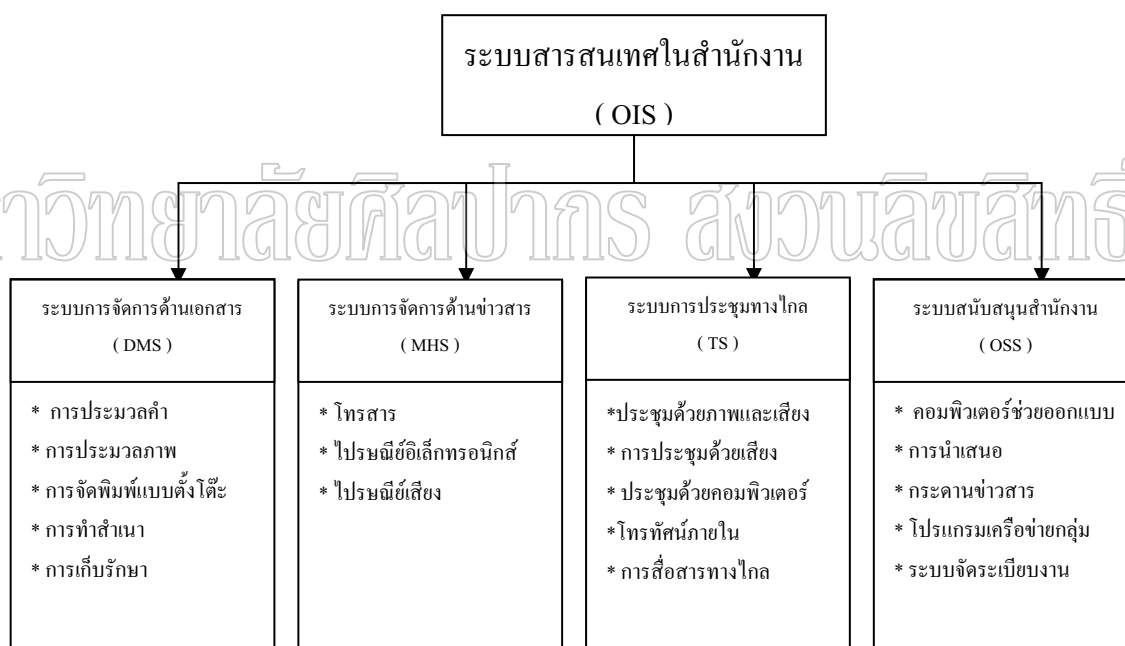 ระบบสารสนเทศในสำนักงาน
( OIS )
าวิทยาลัยศิลปากร สงวนลิขสิทธิ์
ระบบการจัดการด้านเอกสาร
( DMS )
* การประมวลคำ
* การประมวลภาพ
* การจัดพิมพ์แบบตั้งโต๊ะ
* การทำสำเนา
* การเก็บรักษา
ระบบการจัดการด้านข่าวสาร
( MHS )
* โทรสาร
* ไปรษณีย์อิเล็กทรอนิกส์
* ไปรษณีย์เสียง
ระบบการประชุมทางไกล
( TS )
*ประชุมด้วยภาพและเสียง
* การประชุมด้วยเสียง
* ประชุมด้วยคอมพิวเตอร์
*โทรทัศน์ภายใน
* การสื่อสารทางไกล
ระบบสนับสนุนสำนักงาน
( OSS )
* คอมพิวเตอร์ช่วยออกแบบ
* การนำเสนอ
* กระดานข่าวสาร
* โปรแกรมเครือข่ายกลุ่ม
* ระบบจัดระเบียบงาน